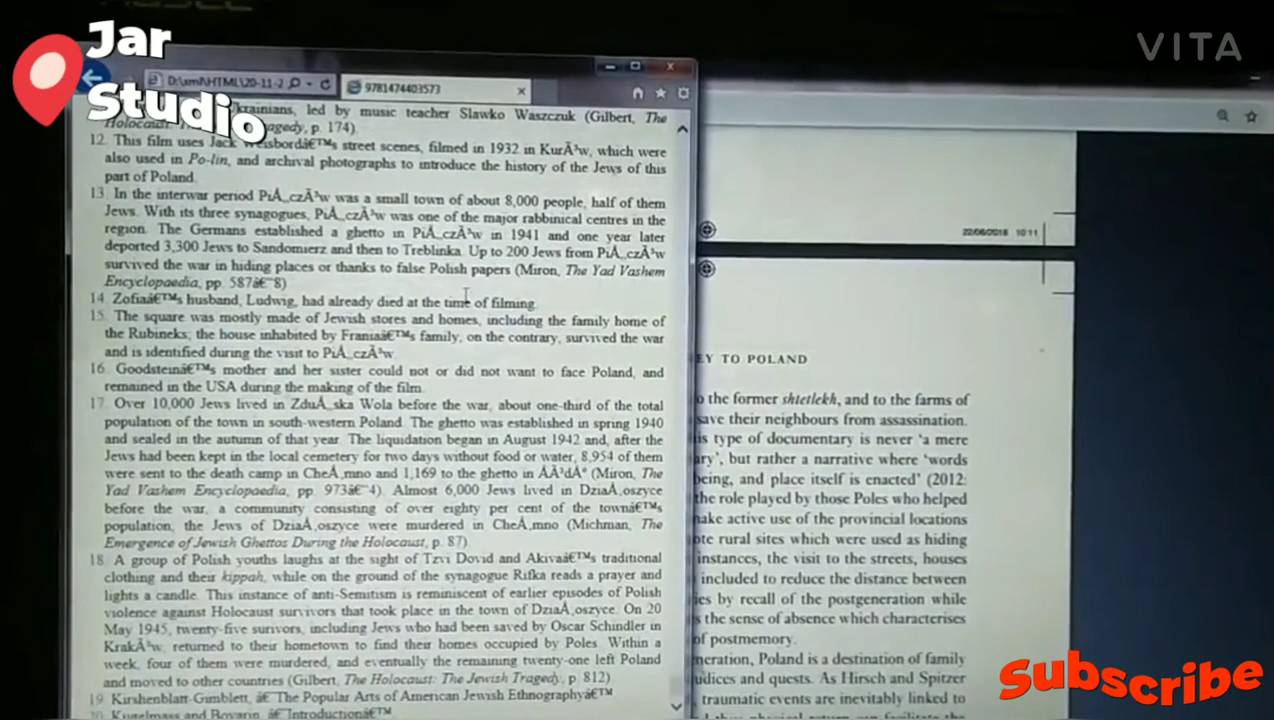 Jar
Studio
VITA
D:\xml\HTML\20-11-2
9781474403573
krainians, led by music teacher Slawko Waszczuk (Gilbert, The
Holocaust: agedy, p. 174).
12. This film uses Jack Weisbordâ€™s street scenes, filmed in 1932 in KurÃ³w, which were
also used in Po-lin, and archival photographs to introduce the history of the Jews of this
part of Poland.
13. In the interwar period PiÅ„czÃ³w was a small town of about 8,000 people, half of them
Jews. With its three synagogues, PiÅ„czÃ³w was one of the major rabbinical centres in the
region. The Germans established a ghetto in PiÅ„czÃ³w in 1941 and one year later
deported 3,300 Jews to Sandomierz and then to Treblinka. Up to 200 Jews from PiÅ„czÃ³w
survived the war in hiding places or thanks to false Polish papers (Miron, The Yad Vashem
Encyclopaedia, pp. 587â€“8)
14. Zofiaâ€™s husband, Ludwig, had already died at the time of filming.
15. The square was mostly made of Jewish stores and homes, including the family home of
the Rubineks; the house inhabited by Franiaâ€™s family, on the contrary, survived the war
and is identified during the visit to PiÅ„czÃ³w.
16. Goodsteinâ€™s mother and her sister could not or did not want to face Poland, and
remained in the USA during the making of the film.
17. Over 10,000 Jews lived in ZduÅ„ska Wola before the war, about one-third of the total
population of the town in south-western Poland. The ghetto was established in spring 1940
and sealed in the autumn of that year. The liquidation began in August 1942 and, after the
Jews had been kept in the local cemetery for two days without food or water, 8,954 of them
were sent to the death camp in CheÅ‚mno and 1,169 to the ghetto in (Miron, The
Yad Vashem Encyclopaedia, pp. 973â€“4). Almost 6,000 Jews lived in DziaÅ‚oszyce
before the war, a community consisting of over eighty per cent of the townâ€™s
population; the Jews of DziaÅ‚oszyce were murdered in CheÅ‚mno (Michman, The
Emergence of Jewish Ghettos During the Holocaust, p. 87).
18. A group of Polish youths laughs at the sight of Tzvi Dovid and Akivaâ€™s traditional
clothing and their kippah, while on the ground of the synagogue Rifka reads a prayer and
lights a candle. This instance of anti-Semitism is reminiscent of earlier episodes of Polish
violence against Holocaust survivors that took place in the town of DziaÅ‚oszyce. On 20
May 1945, twenty-five surivors, including Jews who had been saved by Oscar Schindler in
KrakÃ³w, returned to their hometown to find their homes occupied by Poles. Within a
week, four of them were murdered, and eventually the remaining twenty-one left Poland
and moved to other countries (Gilbert, The Holocaust: The Jewish Tragedy, p. 812)
19. Kirshenblatt-Gimblett, â€˜The Popular Arts of American Jewish Ethnographyâ€™
20. Kugelmass and Boyarin, â€˜Introductionâ€™
22/08/2018 10:11
EY TO POLAND
o the former shtetlekh, and to the farms of
save their neighbours from assassination.
is type of documentary is never ‘a mere
ary’, but rather a narrative where ‘words
being, and place itself is enacted’ (2012:
the role played by those Poles who helped
make active use of the provincial locations
ote rural sites which were used as hiding
instances, the visit to the streets, houses
included to reduce the distance between
ies by recall of the postgeneration while
s the sense of absence which characterises
of postmemory.
neration, Poland is a destination of family
udices and quests. As Hirsch and Spitzer
traumatic events are inevitably linked to
Subscribe